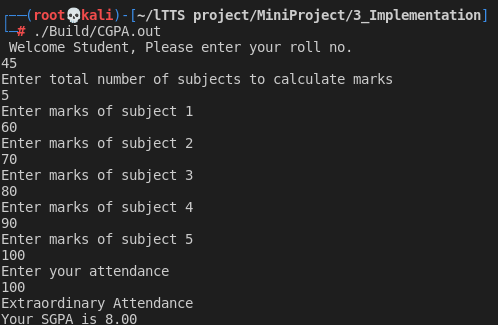 ┌──(root💀kali)-[~/lTTS project/MiniProject/3_Implementation]
└─# ./Build/CGPA.out
Welcome Student, Please enter your roll no.
45
Enter total number of subjects to calculate marks
5
Enter marks of subject 1
60
Enter marks of subject 2
70
Enter marks of subject 3
80
Enter marks of subject 4
90
Enter marks of subject 5
100
Enter your attendance
100
Extraordinary Attendance
Your SGPA is 8.00